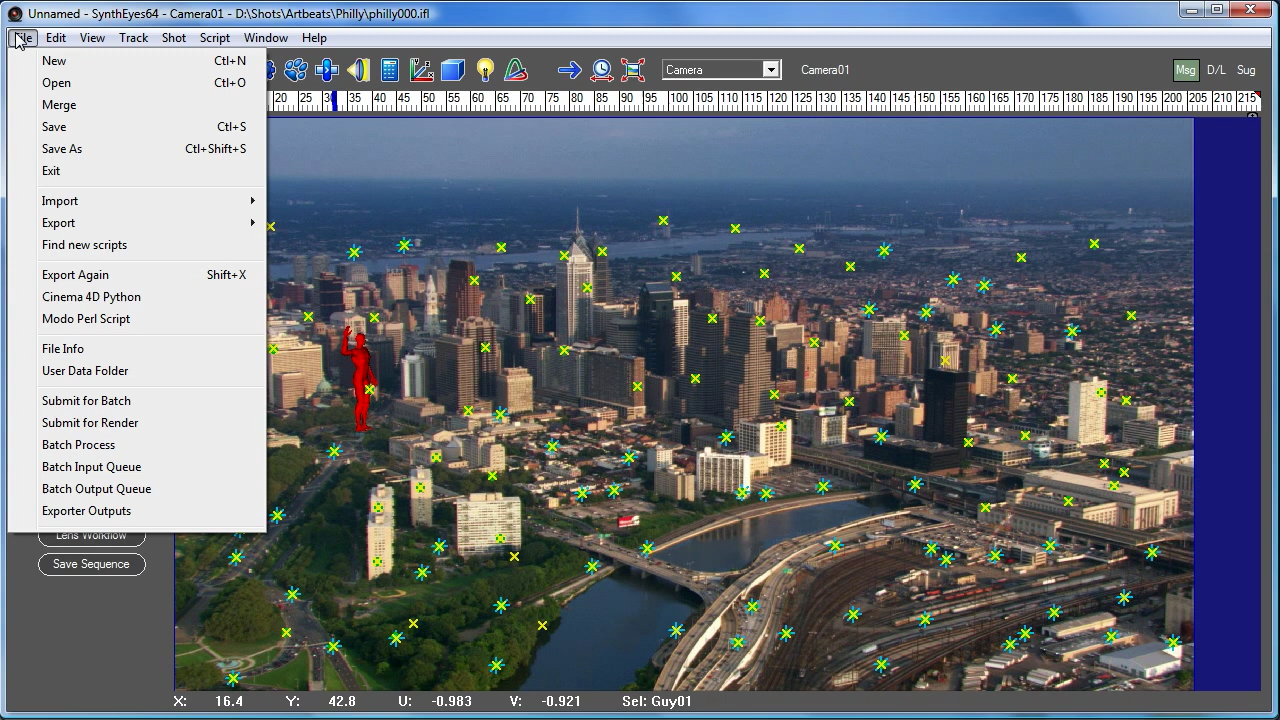 Unnamed - SynthEyes64 - Camera01 - D:\Shots\Artbeats\Philly\philly000.ifl
Edit View Track Shot Script Window Help
New Ctl+N
Open Ctl+O
Merge
Save Ctl+S
Save As Ctl+Shift+S
Exit
Import
Export
Find new scripts
Export Again Shift+X
Cinema 4D Python
Modo Perl Script
File Info
User Data Folder
Submit for Batch
Submit for Render
Batch Process
Batch Input Queue
Batch Output Queue
Exporter Outputs
Camera Camera01 Msg D/L Sug
20 25 35 40 45 50 55 60 65 70 75 80 85 90 95 100 105 110 115 120 125 130 135 140 145 150 155 160 165 170 175 180 185 190 195 200 205 210 215
Lens Workflow
Save Sequence
X: 16.4 Y: 42.8 U: -0.983 V: -0.921 Sel: Guy01